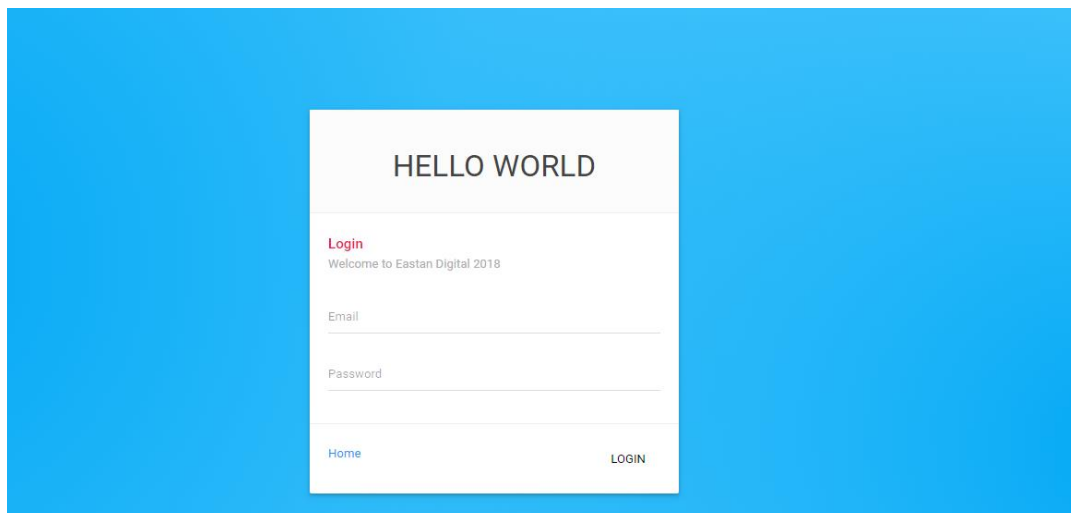 HELLO WORLD
Login
Welcome to Eastan Digital 2018
Email
Password
Home
LOGIN